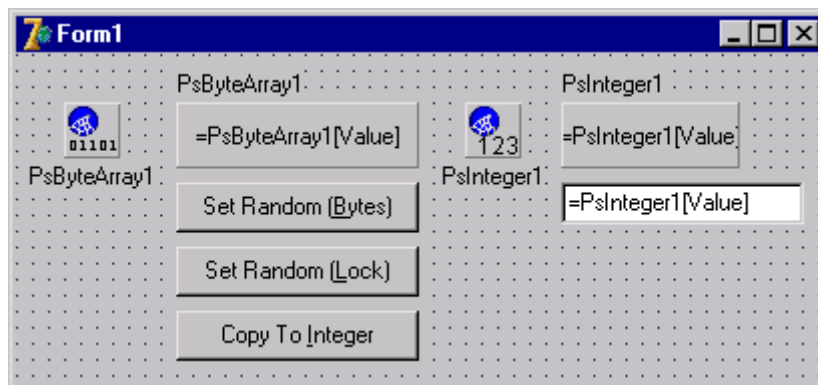 7 Form1
PsByteArray1
PsInteger1
01101
=PsByteArray1[Value]
123
=PsInteger1[Value]
PsByteArray1
PsInteger1
Set Random (Bytes)
=PsInteger1[Value]
Set Random (Lock)
Copy To Integer